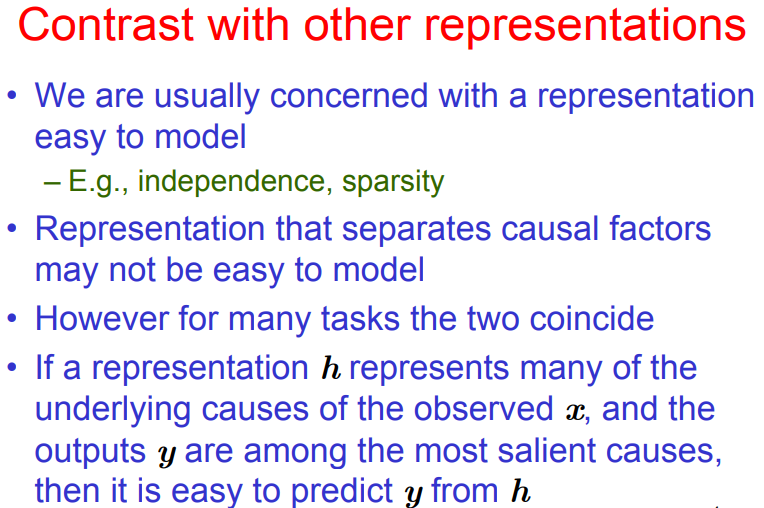 Contrast with other representations
• We are usually concerned with a representation
easy to model
– E.g., independence, sparsity
• Representation that separates causal factors
may not be easy to model
• However for many tasks the two coincide
• If a representation h represents many of the
underlying causes of the observed x, and the
outputs y are among the most salient causes,
then it is easy to predict y from h